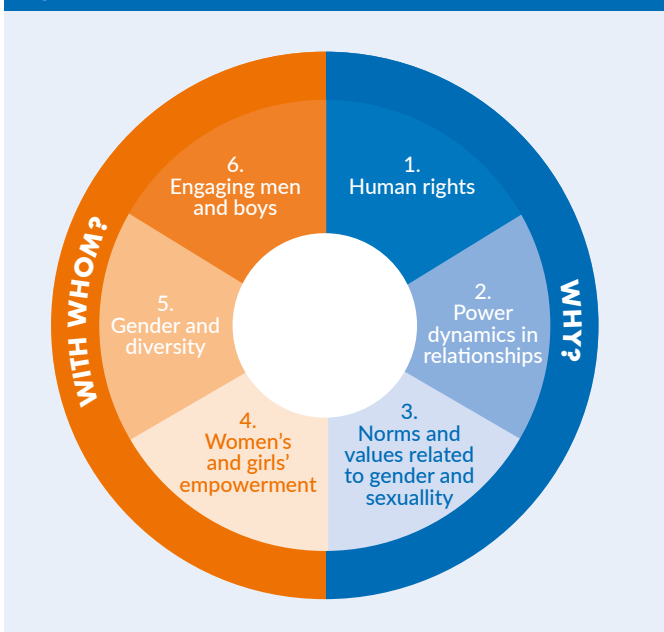 1.
Human rights
2.
Power
dynamics in
relationships
WHY?
3.
Norms and
values related
to gender and
sexuallity
4.
Women's
and girls'
empowerment
5.
Gender and
diversity
WITH WHOM?
6.
Engaging men
and boys